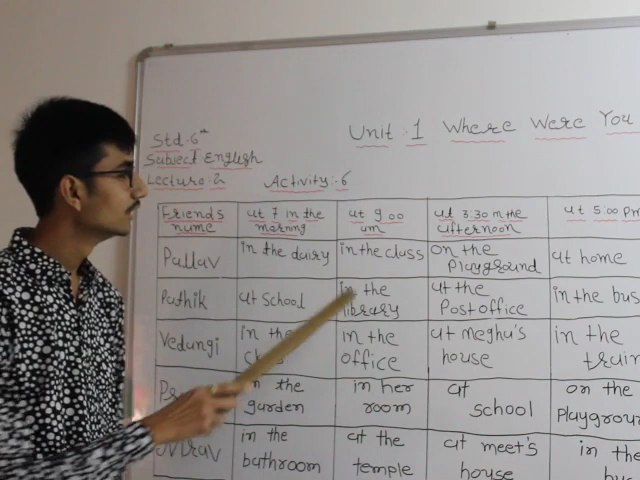 Std. 6th
Subject English
Lecture : 2
Activity : 6
Unit : 1 Where Were You
Friends name | at 7 in the morning | at 9:00 am | at 3:30 in the afternoon | at 5:00 pm
Pallav | in the dairy | in the class | on the playground | at home
Pathik | at school | in the library | at the Post office | in the bus
Vedangi | in the | in the office | at megha's house | in the train
in the garden | in her room | at school | on the
in the bathroom | at the temple | at meet's house | in the